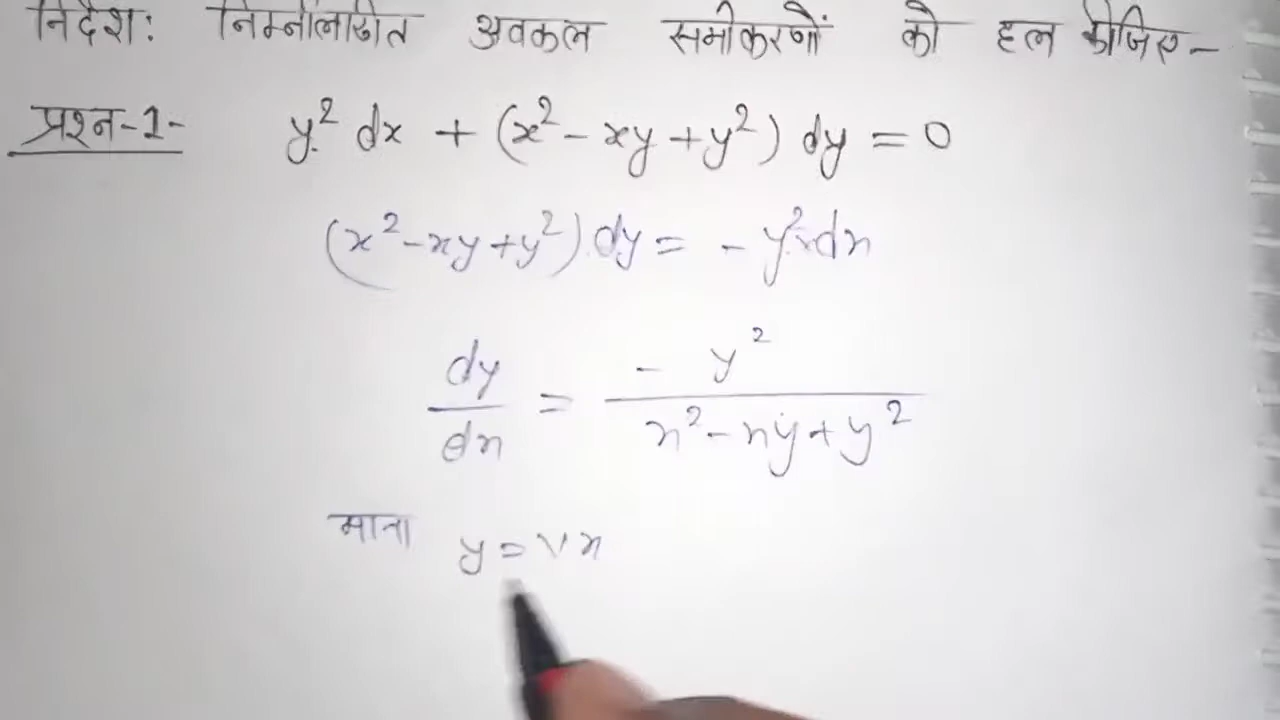 निर्देश: निम्नलिखित अवकल समीकरणों को हल कीजिए -
प्रश्न-1- y² dx + (x² - xy + y²) dy = 0
(x² - xy + y²) dy = - y² dx
dy/dx = - y² / x² - xy + y²
माना y = vx